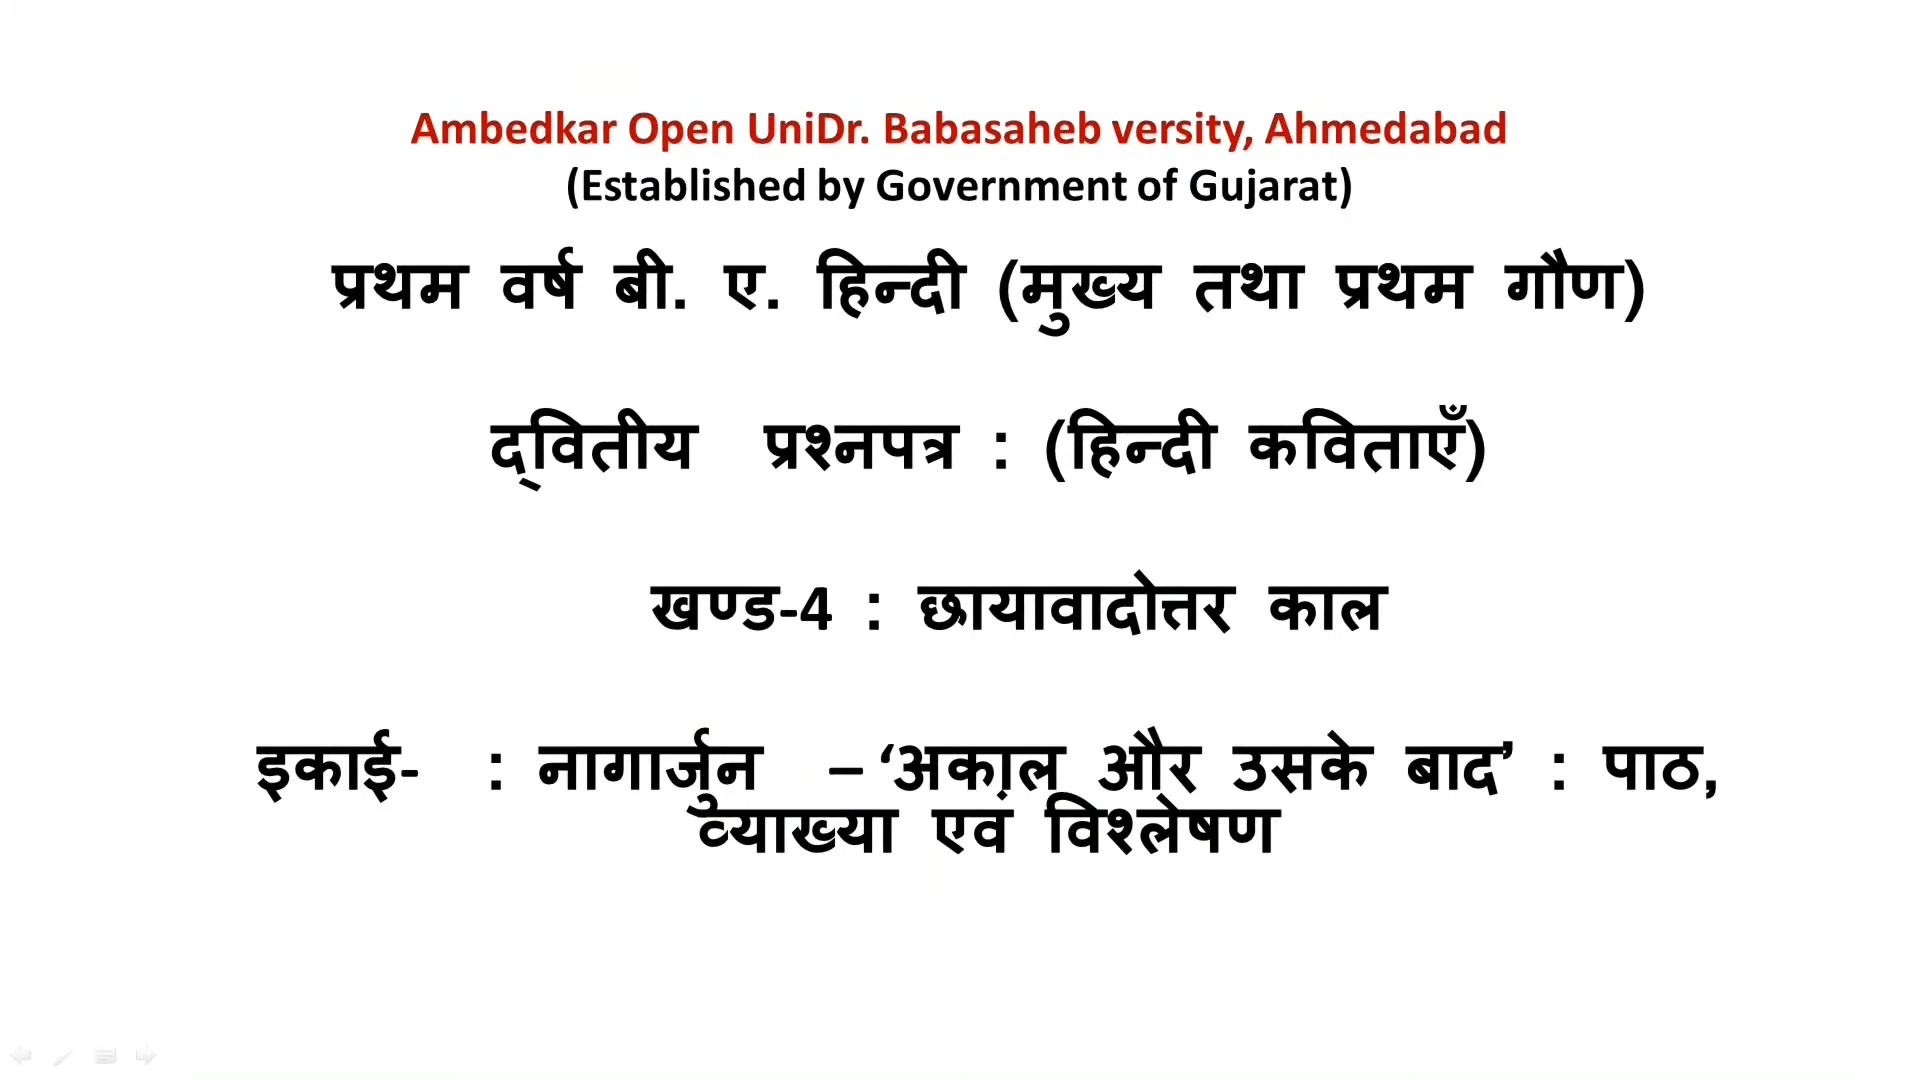 Ambedkar Open UniDr. Babasaheb versity, Ahmedabad
(Established by Government of Gujarat)
प्रथम वर्ष बी. ए. हिन्दी (मुख्य तथा प्रथम गौण)
द्वितीय प्रश्नपत्र : (हिन्दी कविताएँ)
खण्ड-4 : छायावादोत्तर काल
इकाई- : नागार्जुन – ‘अकाल और उसके बाद’ : पाठ,
व्याख्या एवं विश्लेषण